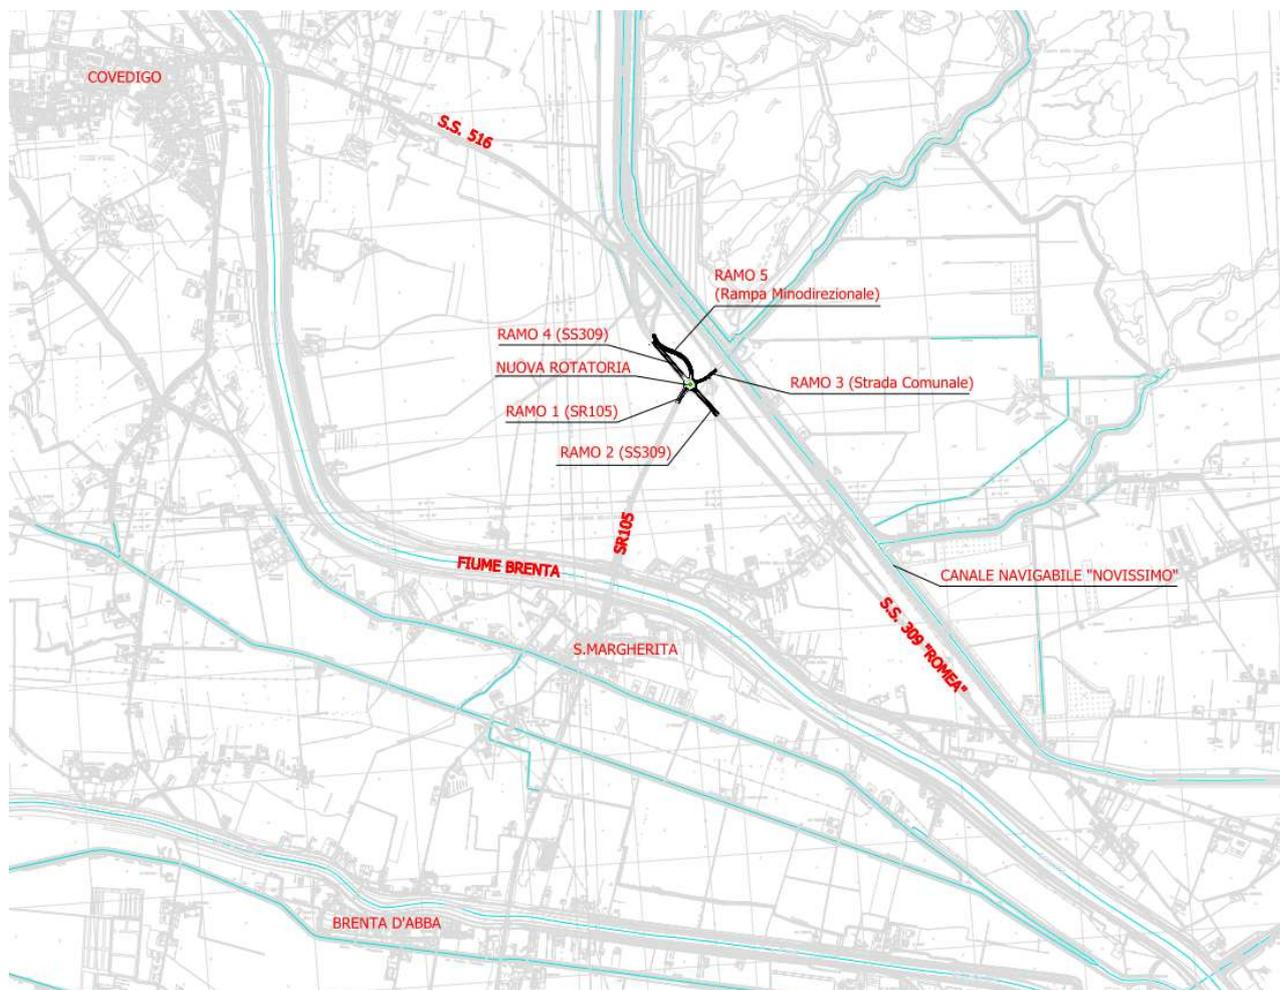 COVEDIGO
S.S. 516
RAMO 5
(Rampa Minodirezionale)
RAMO 4 (SS309)
NUOVA ROTATORIA
RAMO 3 (Strada Comunale)
RAMO 1 (SR105)
RAMO 2 (SS309)
SR105
FIUME BRENTA
CANALE NAVIGABILE "NOVISSIMO"
S.S. 309 "ROMEA"
S.MARGHERITA
BRENTA D'ABBA